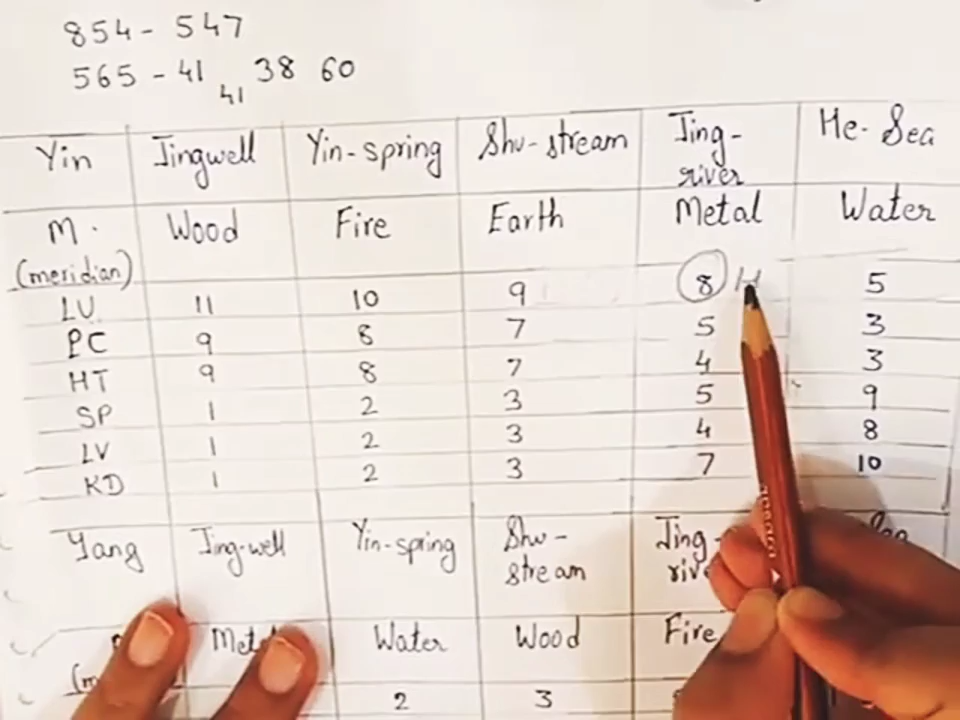 854 - 547
565 - 41 41 38 60
Yin Jingwell Yin-spring Shu-stream Jing-river He-Sea
M. (meridian) Wood Fire Earth Metal Water
LU 11 10 9 8 H 5
PC 9 8 7 5 3
HT 9 8 7 4 3
SP 1 2 3 5 9
LV 1 2 3 4 8
KD 1 2 3 7 10
Yang Jing-well Yin-spring Shu-stream Jing-
Water Wood Fire
2 3